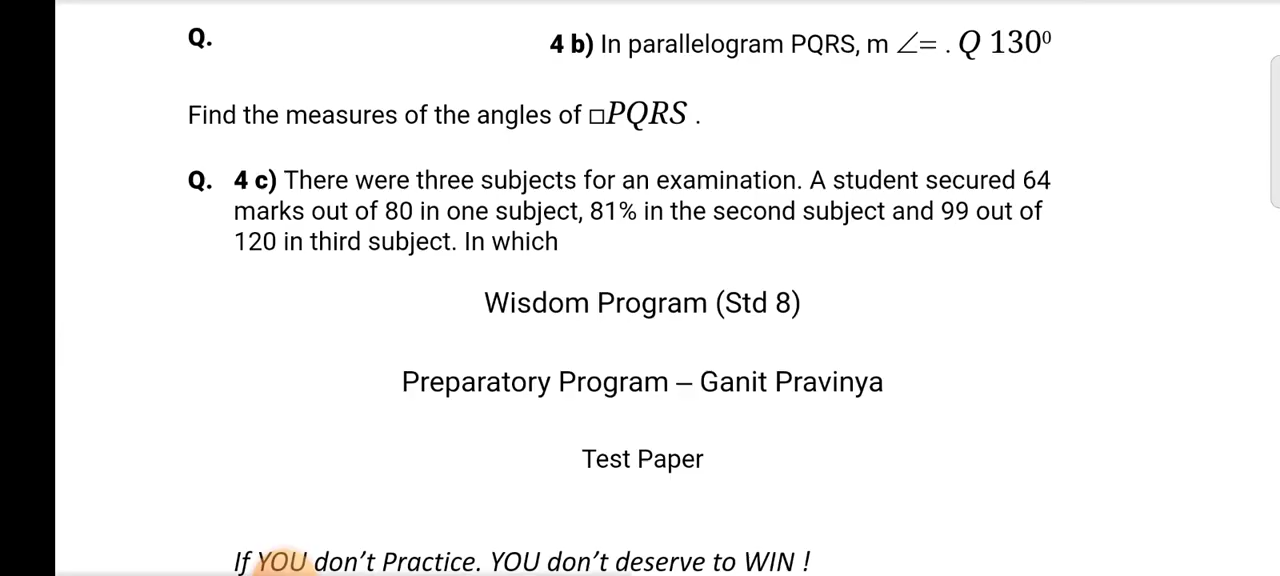 Q. 4 b) In parallelogram PQRS, m ∠= . Q 130⁰
Find the measures of the angles of □PQRS .
Q. 4 c) There were three subjects for an examination. A student secured 64
marks out of 80 in one subject, 81% in the second subject and 99 out of
120 in third subject. In which
Wisdom Program (Std 8)
Preparatory Program – Ganit Pravinya
Test Paper
If YOU don't Practice. YOU don't deserve to WIN !